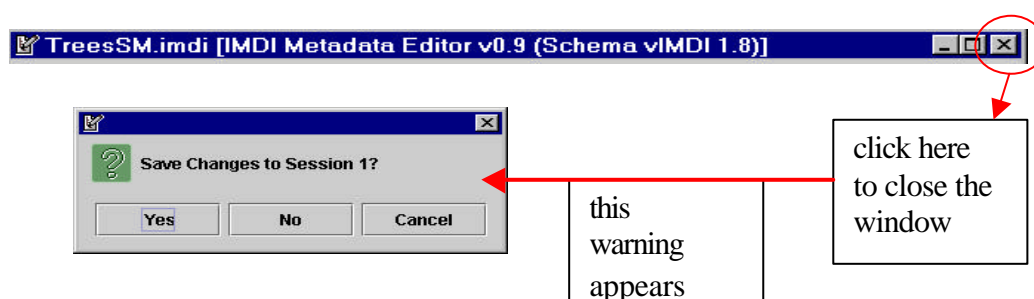 TreesSM.imdi [IMDI Metadata Editor v0.9 (Schema vIMDI 1.8)]
Save Changes to Session 1?
Yes No Cancel
click here
to close the
window
this
warning
appears